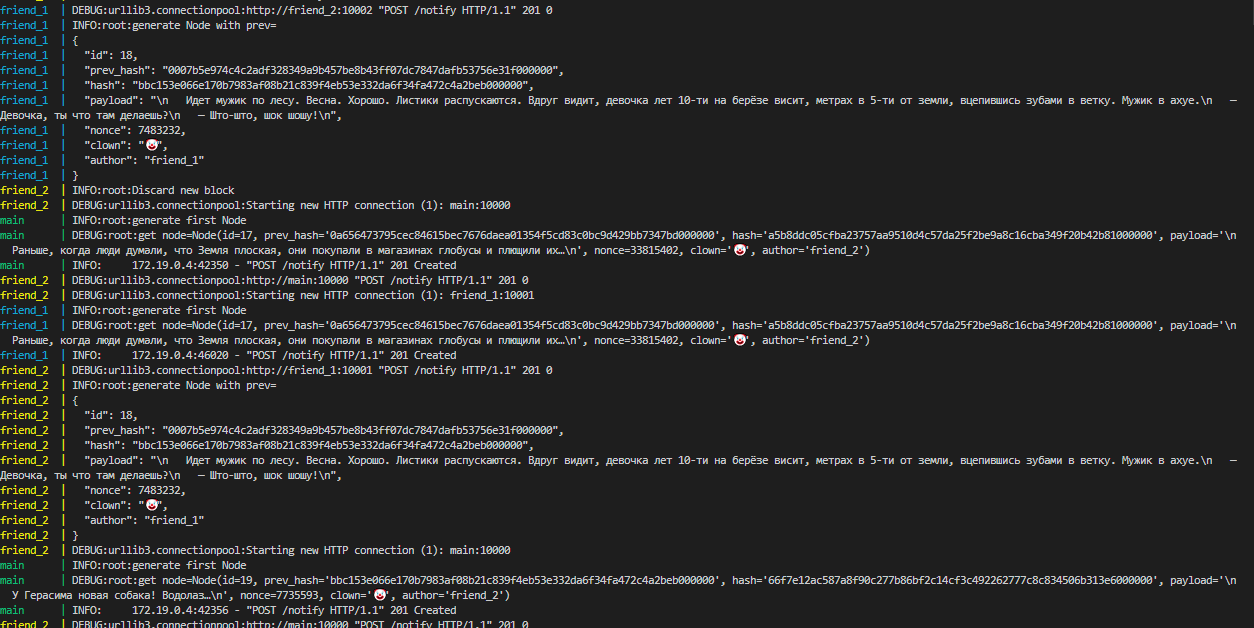 friend_1 | DEBUG:urllib3.connectionpool:http://friend_2:10002 "POST /notify HTTP/1.1" 201 0
friend_1 | INFO:root:generate Node with prev=
friend_1 | {
friend_1 | "id": 18,
friend_1 | "prev_hash": "0007b5e974c4c2adf328349a9b457be8b43ff07dc7847dafb53756e31f000000",
friend_1 | "hash": "bbc153e066e170b7983af08b21c839f4eb53e332da6f34fa472c4a2beb000000",
friend_1 | "payload": "\n Идет мужик по лесу. Весна. Хорошо. Листики распускаются. Вдруг видит, девочка лет 10-ти на берёзе висит, метрах в 5-ти от земли, вцепившись зубами в ветку. Мужик в ахуе.\n —
Девочка, ты что там делаешь?\n — Што-што, шок шошу!\n",
friend_1 | "nonce": 7483232,
friend_1 | "clown": "🤡",
friend_1 | "author": "friend_1"
friend_1 | }
friend_2 | INFO:root:Discard new block
friend_2 | DEBUG:urllib3.connectionpool:Starting new HTTP connection (1): main:10000
main | INFO:root:generate first Node
main | DEBUG:root:get node=Node(id=17, prev_hash='0a656473795cec84615bec7676daea01354f5cd83c0bc9d429bb7347bd000000', hash='a5b8ddc05cfba23757aa9510d4c57da25f2be9a8c16cba349f20b42b81000000', payload='\n
Раньше, когда люди думали, что Земля плоская, они покупали в магазинах глобусы и плющили их…\n', nonce=33815402, clown='🤡', author='friend_2')
main | INFO: 172.19.0.4:42350 - "POST /notify HTTP/1.1" 201 Created
friend_2 | DEBUG:urllib3.connectionpool:http://main:10000 "POST /notify HTTP/1.1" 201 0
friend_2 | DEBUG:urllib3.connectionpool:Starting new HTTP connection (1): friend_1:10001
friend_1 | INFO:root:generate first Node
friend_1 | DEBUG:root:get node=Node(id=17, prev_hash='0a656473795cec84615bec7676daea01354f5cd83c0bc9d429bb7347bd000000', hash='a5b8ddc05cfba23757aa9510d4c57da25f2be9a8c16cba349f20b42b81000000', payload='\n
Раньше, когда люди думали, что Земля плоская, они покупали в магазинах глобусы и плющили их…\n', nonce=33815402, clown='🤡', author='friend_2')
friend_1 | INFO: 172.19.0.4:46020 - "POST /notify HTTP/1.1" 201 Created
friend_2 | DEBUG:urllib3.connectionpool:http://friend_1:10001 "POST /notify HTTP/1.1" 201 0
friend_2 | INFO:root:generate Node with prev=
friend_2 | {
friend_2 | "id": 18,
friend_2 | "prev_hash": "0007b5e974c4c2adf328349a9b457be8b43ff07dc7847dafb53756e31f000000",
friend_2 | "hash": "bbc153e066e170b7983af08b21c839f4eb53e332da6f34fa472c4a2beb000000",
friend_2 | "payload": "\n Идет мужик по лесу. Весна. Хорошо. Листики распускаются. Вдруг видит, девочка лет 10-ти на берёзе висит, метрах в 5-ти от земли, вцепившись зубами в ветку. Мужик в ахуе.\n —
Девочка, ты что там делаешь?\n — Што-што, шок шошу!\n",
friend_2 | "nonce": 7483232,
friend_2 | "clown": "🤡",
friend_2 | "author": "friend_1"
friend_2 | }
friend_2 | DEBUG:urllib3.connectionpool:Starting new HTTP connection (1): main:10000
main | INFO:root:generate first Node
main | DEBUG:root:get node=Node(id=19, prev_hash='bbc153e066e170b7983af08b21c839f4eb53e332da6f34fa472c4a2beb000000', hash='66f7e12ac587a8f90c277b86bf2c14cf3c492262777c8c834506b313e6000000', payload='\n
У Герасима новая собака! Водолаз…\n', nonce=7735593, clown='🤡', author='friend_2')
main | INFO: 172.19.0.4:42356 - "POST /notify HTTP/1.1" 201 Created
friend_2 | DEBUG:urllib3.connectionpool:http://main:10000 "POST /notify HTTP/1.1" 201 0